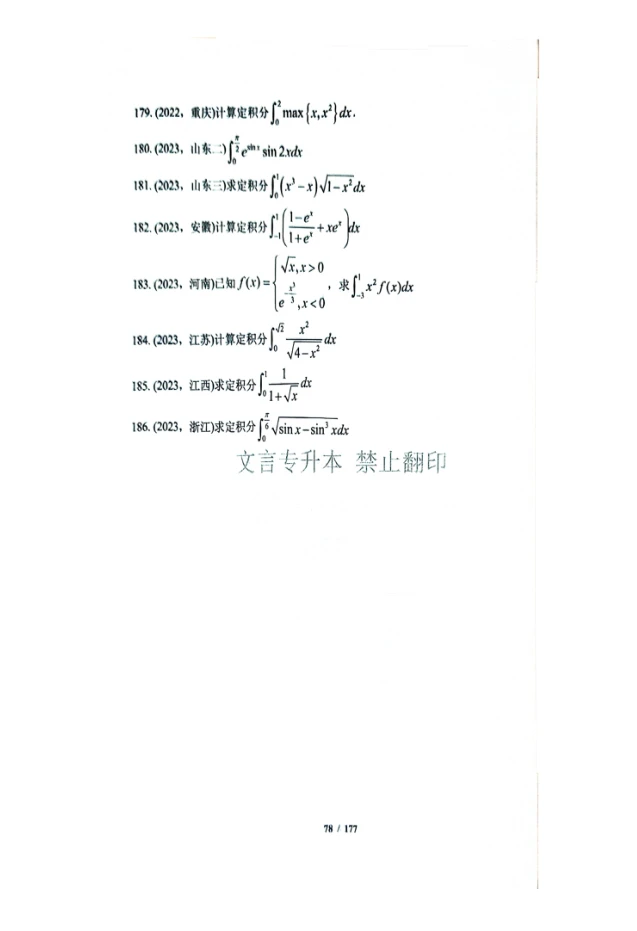 179.(2022，重庆)计算定积分∫₀² max{x,x²}dx.
180.(2023，山东二)∫₀^{π/2} e^{sin x} sin 2xdx
181.(2023，山东三)求定积分∫₀¹(x³−x)√(1−x²)dx
182.(2023，安徽)计算定积分∫₋₁¹((1−eˣ)/(1+eˣ)+xeˣ)dx
183.(2023，河南)已知f(x)={√x,x>0; e^{−x³/3},x<0，求∫₋₃¹x²f(x)dx
184.(2023，江苏)计算定积分∫₀^{√2} x²/√(4−x²) dx
185.(2023，江西)求定积分∫₀¹ 1/(1+√x) dx
186.(2023，浙江)求定积分∫₀^{π/6} √(sin x−sin³ x)dx
文言专升本 禁止翻印
78 / 177